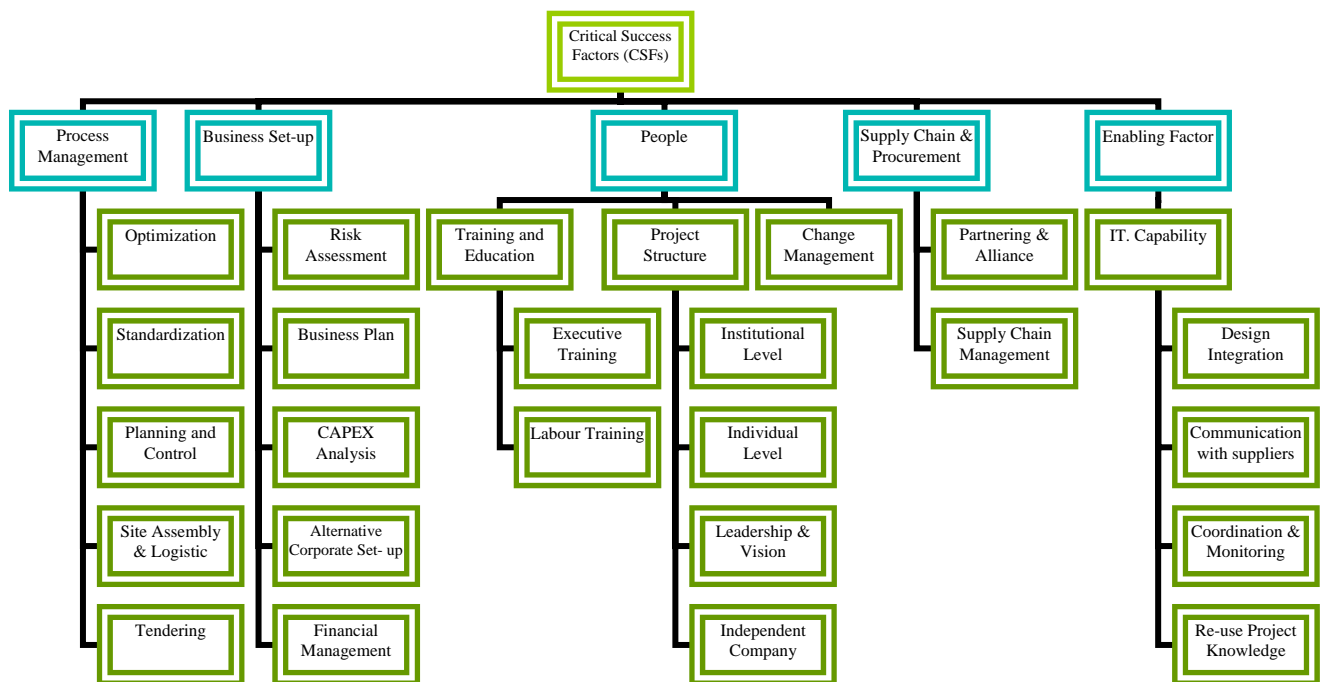 Critical Success
Factors (CSFs)
Process
Management
Business Set-up
People
Supply Chain &
Procurement
Enabling Factor
Optimization
Risk
Assessment
Training and
Education
Project
Structure
Change
Management
Partnering &
Alliance
IT. Capability
Standardization
Business Plan
Executive
Training
Institutional
Level
Supply Chain
Management
Design
Integration
Planning and
Control
CAPEX
Analysis
Labour Training
Individual
Level
Communication
with suppliers
Site Assembly
& Logistic
Alternative
Corporate Set- up
Leadership &
Vision
Coordination &
Monitoring
Tendering
Financial
Management
Independent
Company
Re-use Project
Knowledge